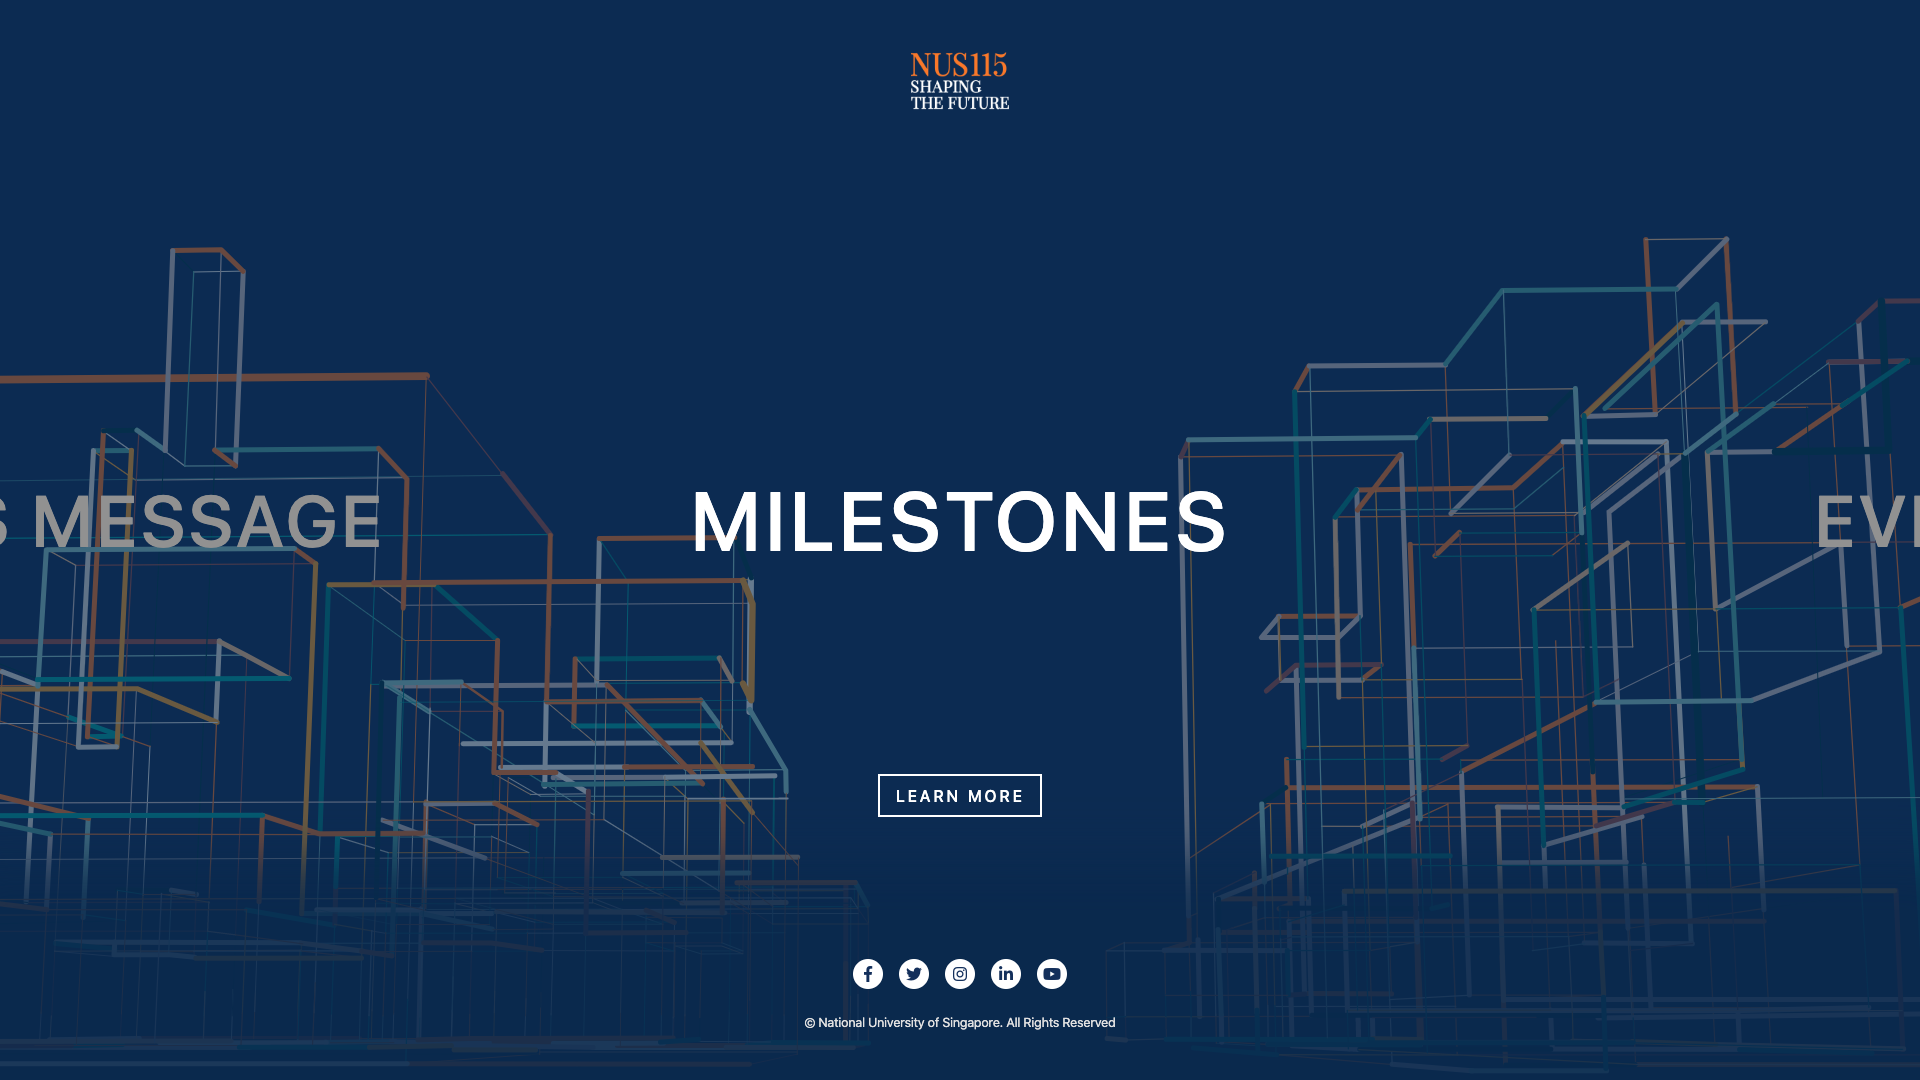 NUS115
SHAPING
THE FUTURE
S MESSAGE
MILESTONES
EV
LEARN MORE
© National University of Singapore. All Rights Reserved